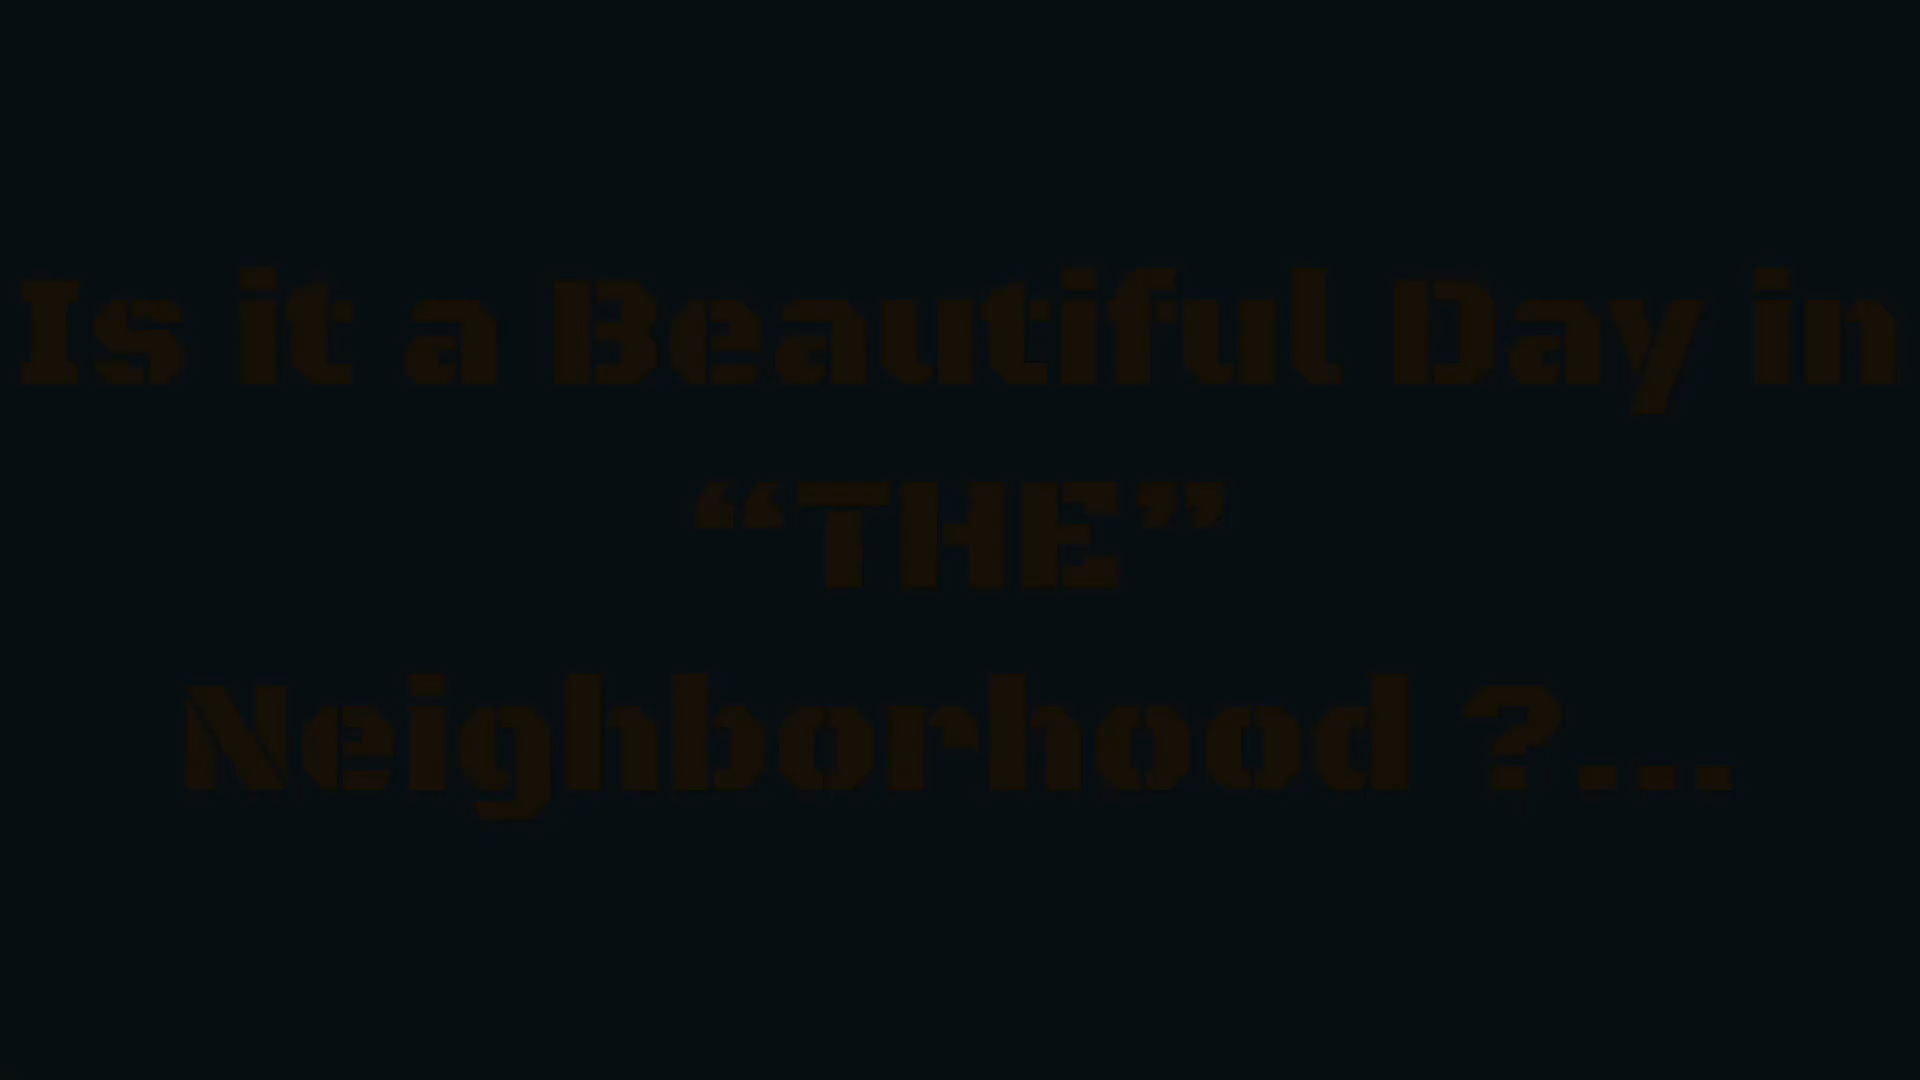 Is it a Beautiful Day in
“THE”
Neighborhood ?...